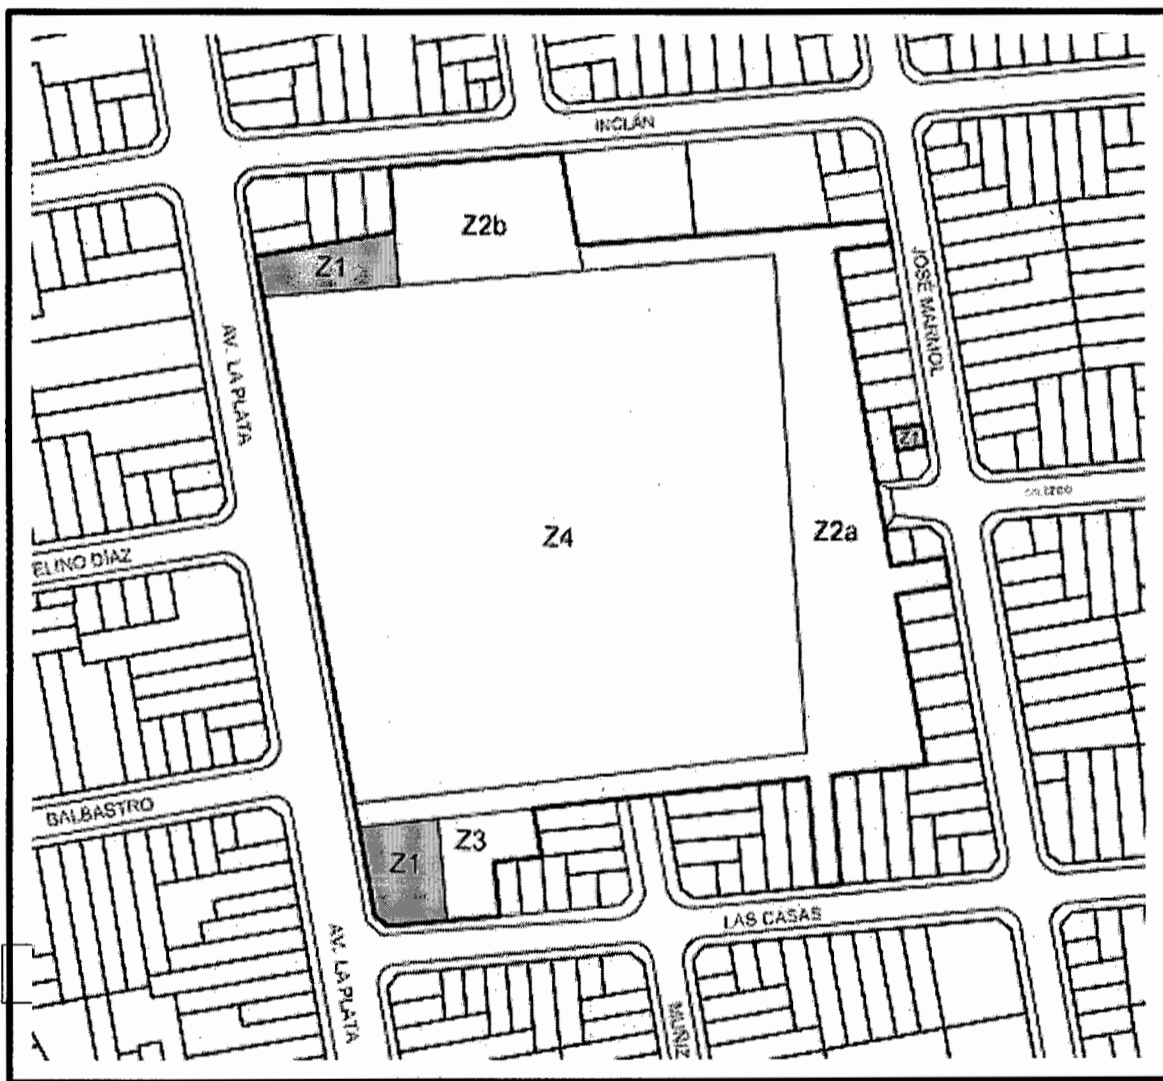 INCLÁN
Z2b
Z1
JOSÉ MARMOL
AV. LA PLATA
Z1
Z4
Z2a
ELINO DÍAZ
BALBASTRO
Z3
Z1
LAS CASAS
AV. LA PLATA
MUÑIZ